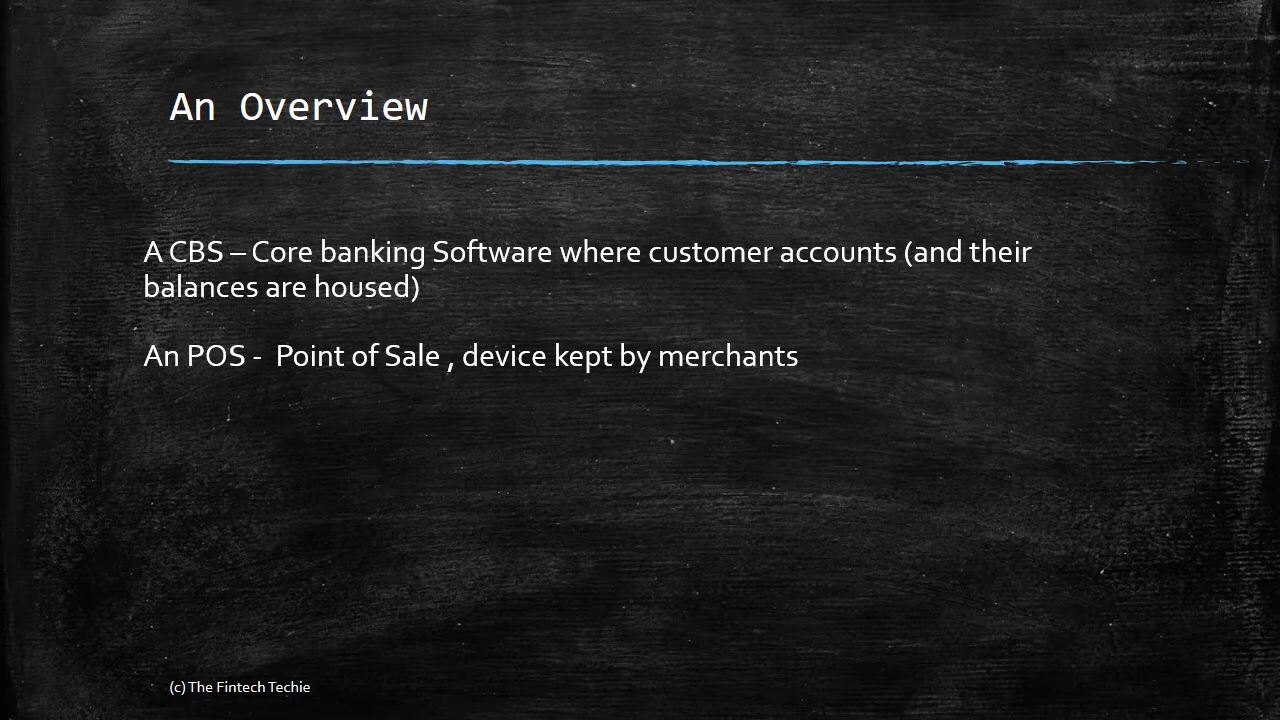 An Overview
A CBS – Core banking Software where customer accounts (and their
balances are housed)
An POS -  Point of Sale , device kept by merchants
(c) The Fintech Techie